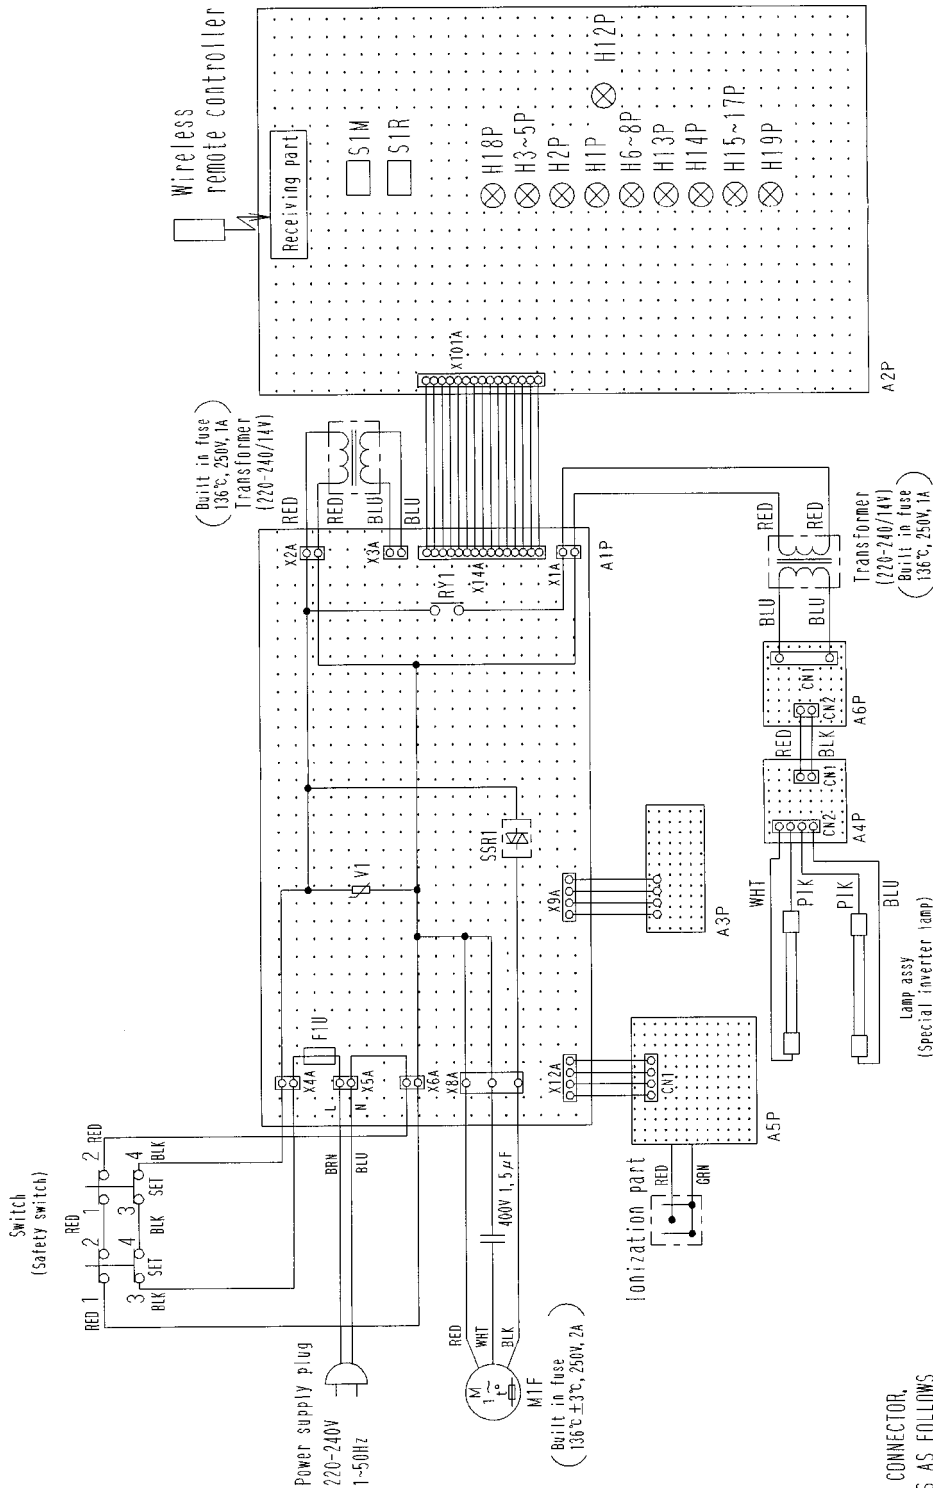 Wireless
remote controller
Receiving part
S1M
S1R
H18P
H3~5P
H2P
H1P
H12P
H6~8P
H13P
H14P
H15~17P
H19P
X101A
A2P
(Built in fuse
136°C, 250V, 1A)
Transformer
(220-240/14V)
RED
RED
BLU
BLU
X2A
X3A
X14A
X1A
A1P
RY1
V1
SSR1
F1U
X4A
X5A
X6A
X8A
X9A
X12A
L
N
Switch
(Safety switch)
RED
2
1
RED
2
RED 1
4
BLK
SET
3
BLK
4
SET
3
BLK
BRN
BLU
Power supply plug
220-240V
1~50Hz
RED
WHT
BLK
400V 1,5μF
M
1~
t°
M1F
(Built in fuse
136°C ±3°C, 250V, 2A)
A3P
CN1
A5P
Ionization part
RED
GRN
RED
RED
Transformer
(220-240/14V)
(Built in fuse
136°C, 250V, 1A)
BLU
BLU
CN1
CN2
A6P
RED
BLK
CN1
CN2
A4P
WHT
PIK
PIK
BLU
Lamp assy
(Special inverter lamp)
CONNECTOR.
S AS FOLLOWS